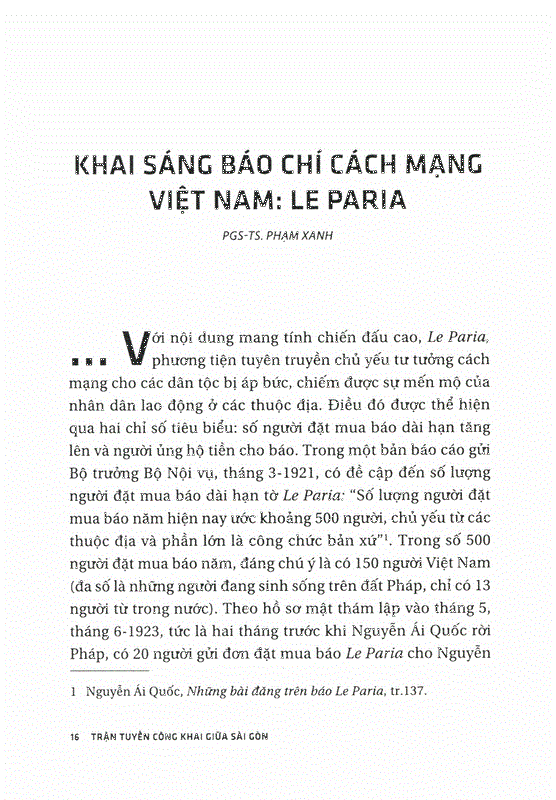 KHAI SÁNG BÁO CHÍ CÁCH MẠNG
VIỆT NAM: LE PARIA
PGS-TS. PHẠM XANH
... Với nội dung mang tính chiến đấu cao, Le Paria,
phương tiện tuyên truyền chủ yếu tư tưởng cách
mạng cho các dân tộc bị áp bức, chiếm được sự mến mộ của
nhân dân lao động ở các thuộc địa. Điều đó được thể hiện
qua hai chỉ số tiêu biểu: số người đặt mua báo dài hạn tăng
lên và người ủng hộ tiền cho báo. Trong một bản báo cáo gửi
Bộ trưởng Bộ Nội vụ, tháng 3-1921, có đề cập đến số lượng
người đặt mua báo dài hạn tờ Le Paria: “Số lượng người đặt
mua báo năm hiện nay ước khoảng 500 người, chủ yếu từ các
thuộc địa và phần lớn là công chức bản xứ”¹. Trong số 500
người đặt mua báo năm, đáng chú ý là có 150 người Việt Nam
(đa số là những người đang sinh sống trên đất Pháp, chỉ có 13
người từ trong nước). Theo hồ sơ mật thám lập vào tháng 5,
tháng 6-1923, tức là hai tháng trước khi Nguyễn Ái Quốc rời
Pháp, có 20 người gửi đơn đặt mua báo Le Paria cho Nguyễn
1 Nguyễn Ái Quốc, Những bài đăng trên báo Le Paria, tr.137.
16 TRẬN TUYẾN CÔNG KHAI GIỮA SÀI GÒN